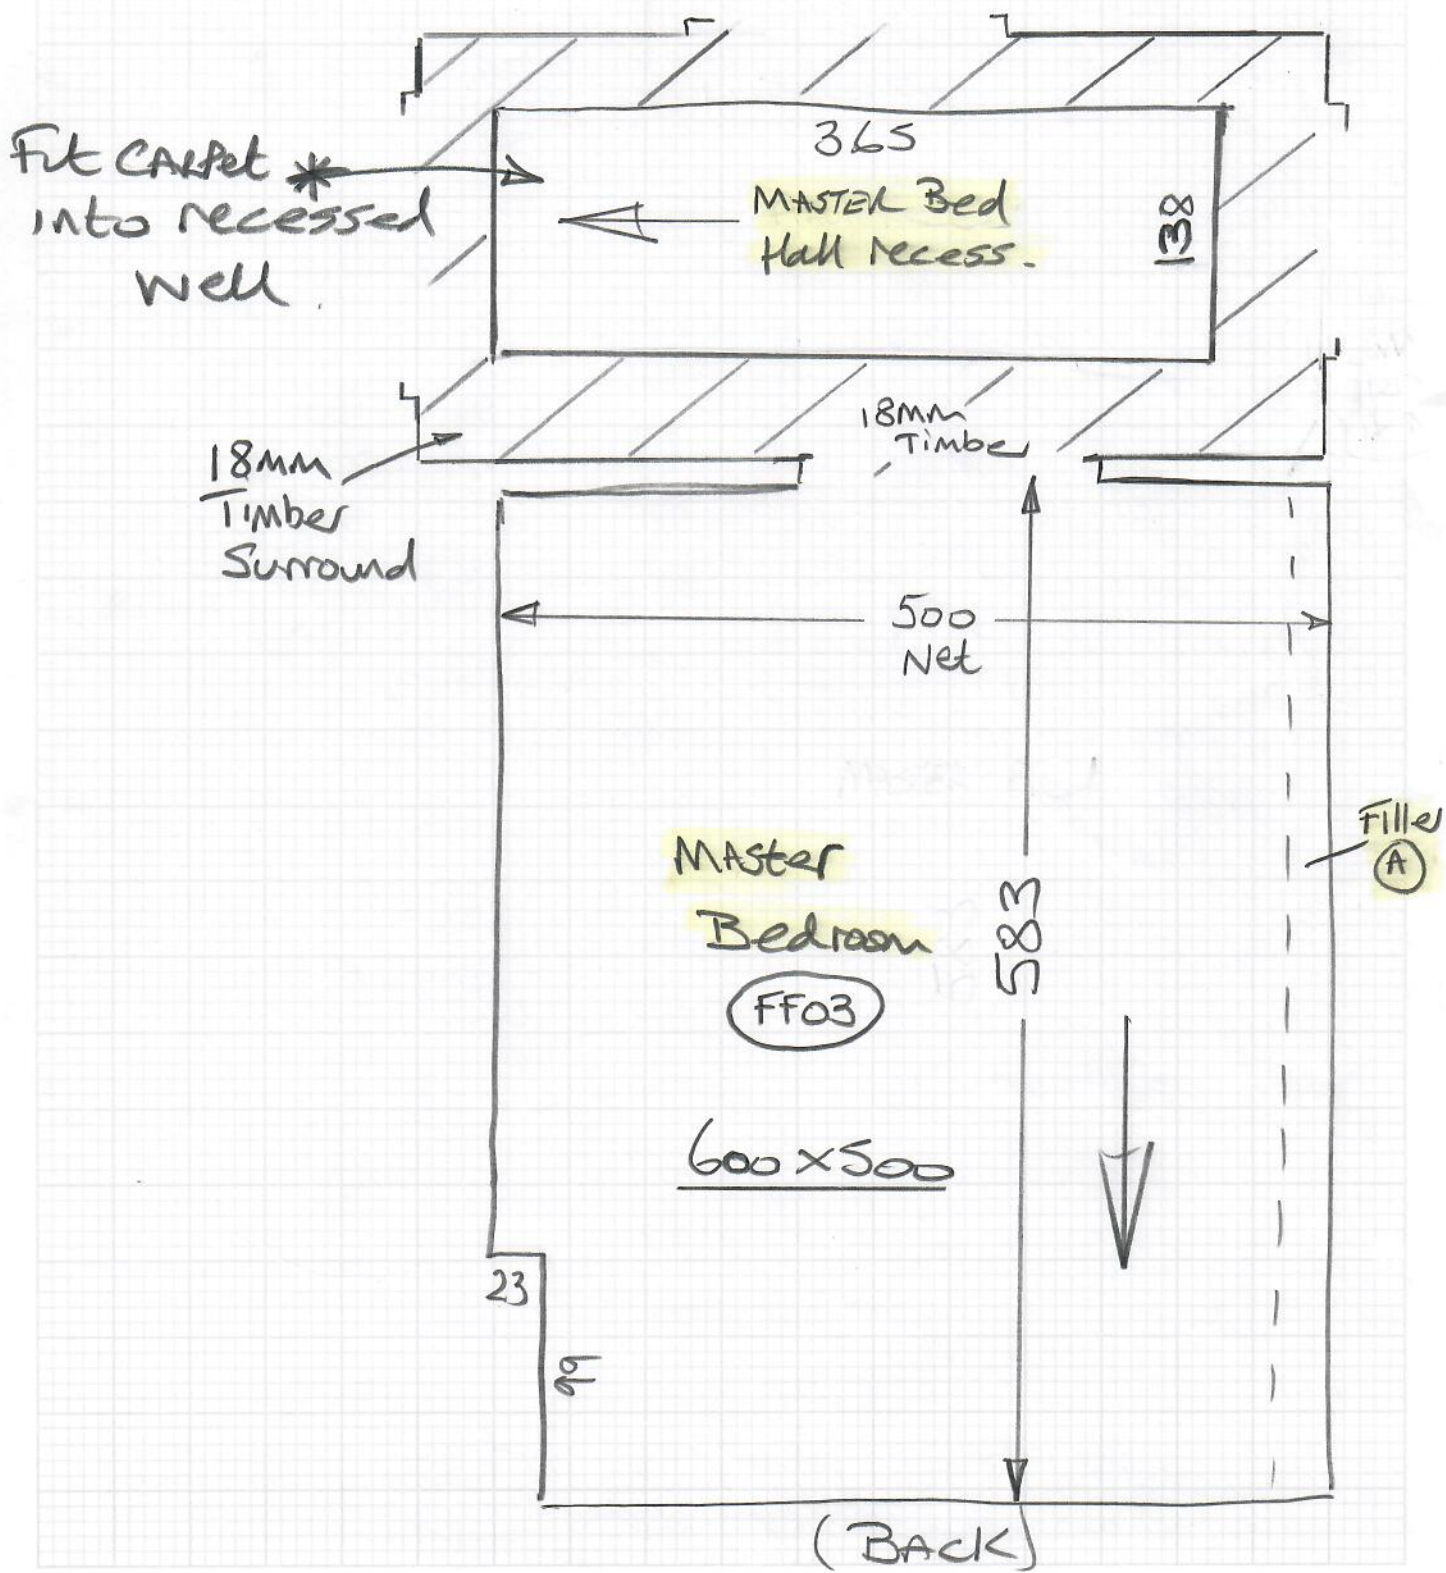 365
Fit Carpet *
into recessed
well.
MASTER Bed
Hall recess.
138
18mm
Timber
18mm
Timber
Surround
500
Net
Filler
A
Master
Bedroom
583
FF03
600 x 500
23
(BACK)